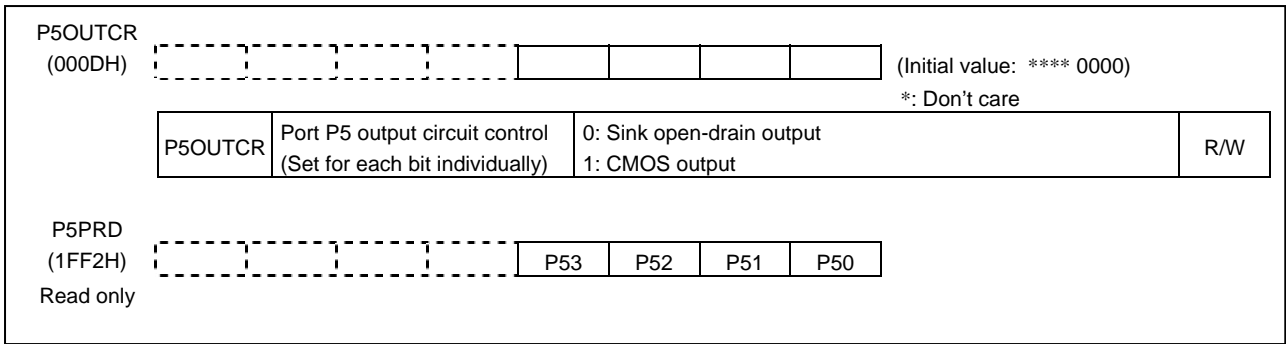 P5OUTCR
(000DH)
(Initial value: **** 0000)
*: Don't care
P5OUTCR
Port P5 output circuit control
(Set for each bit individually)
0: Sink open-drain output
1: CMOS output
R/W
P5PRD
(1FF2H)
Read only
P53 P52 P51 P50